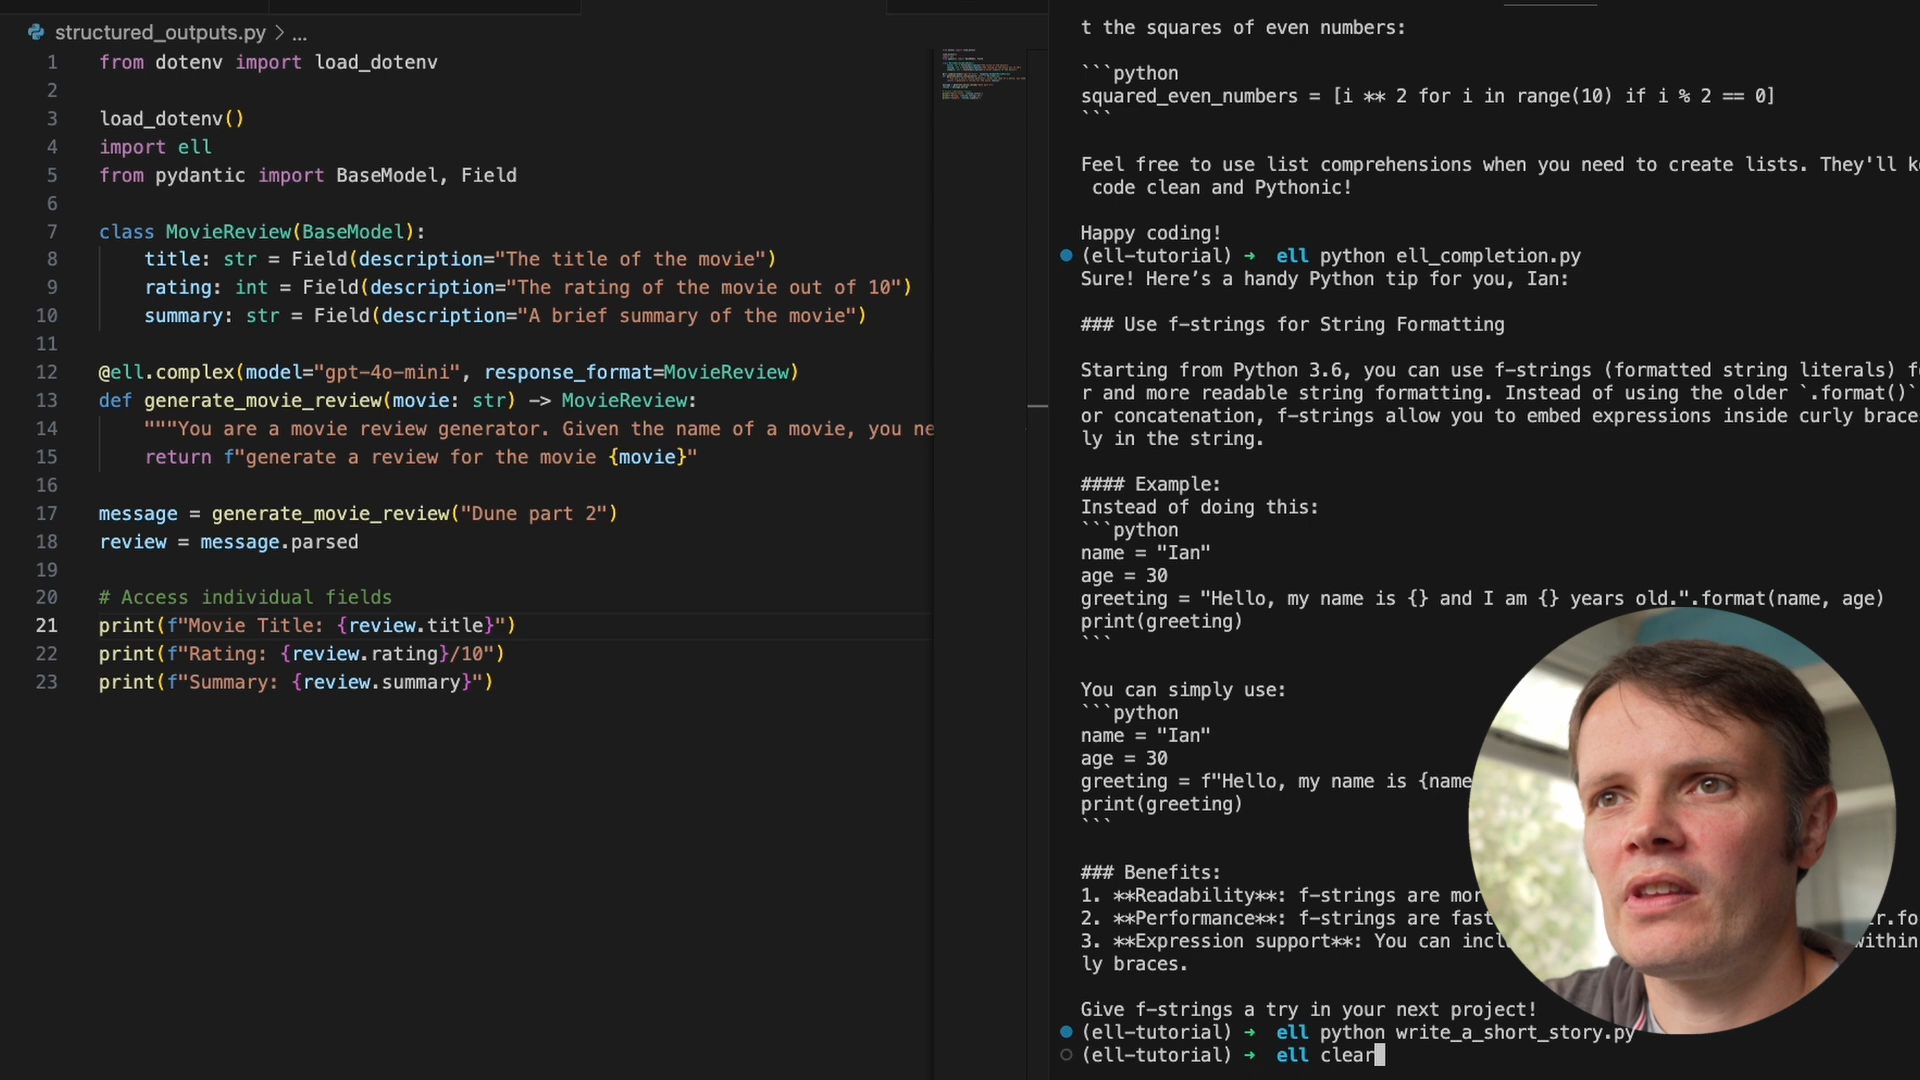 structured_outputs.py > ...
1 from dotenv import load_dotenv
2
3 load_dotenv()
4 import ell
5 from pydantic import BaseModel, Field
6
7 class MovieReview(BaseModel):
8 title: str = Field(description="The title of the movie")
9 rating: int = Field(description="The rating of the movie out of 10")
10 summary: str = Field(description="A brief summary of the movie")
11
12 @ell.complex(model="gpt-4o-mini", response_format=MovieReview)
13 def generate_movie_review(movie: str) -> MovieReview:
14 """You are a movie review generator. Given the name of a movie, you ne
15 return f"generate a review for the movie {movie}"
16
17 message = generate_movie_review("Dune part 2")
18 review = message.parsed
19
20 # Access individual fields
21 print(f"Movie Title: {review.title}")
22 print(f"Rating: {review.rating}/10")
23 print(f"Summary: {review.summary}")
t the squares of even numbers:
```python
squared_even_numbers = [i ** 2 for i in range(10) if i % 2 == 0]
```
Feel free to use list comprehensions when you need to create lists. They'll k
code clean and Pythonic!
Happy coding!
(ell-tutorial) → ell python ell_completion.py
Sure! Here’s a handy Python tip for you, Ian:
### Use f-strings for String Formatting
Starting from Python 3.6, you can use f-strings (formatted string literals) f
r and more readable string formatting. Instead of using the older `.format()`
or concatenation, f-strings allow you to embed expressions inside curly brace
ly in the string.
#### Example:
Instead of doing this:
```python
name = "Ian"
age = 30
greeting = "Hello, my name is {} and I am {} years old.".format(name, age)
print(greeting)
```
You can simply use:
```python
name = "Ian"
age = 30
greeting = f"Hello, my name is {name
print(greeting)
```
### Benefits:
1. **Readability**: f-strings are mor
2. **Performance**: f-strings are fast r.fo
3. **Expression support**: You can incl within
ly braces.
Give f-strings a try in your next project!
(ell-tutorial) → ell python write_a_short_story.py
(ell-tutorial) → ell clear